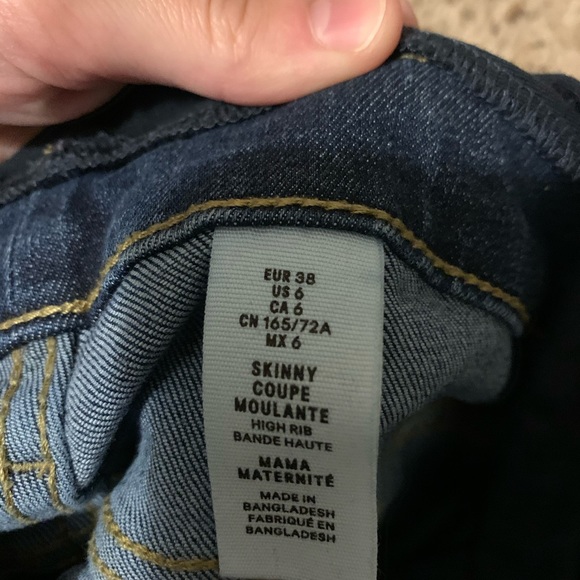 EUR 38
US 6
CA 6
CN 165/72A
MX 6
SKINNY
COUPE
MOULANTE
HIGH RIB
BANDE HAUTE
MAMA
MATERNITÉ
MADE IN
BANGLADESH
FABRIQUÉ EN
BANGLADESH